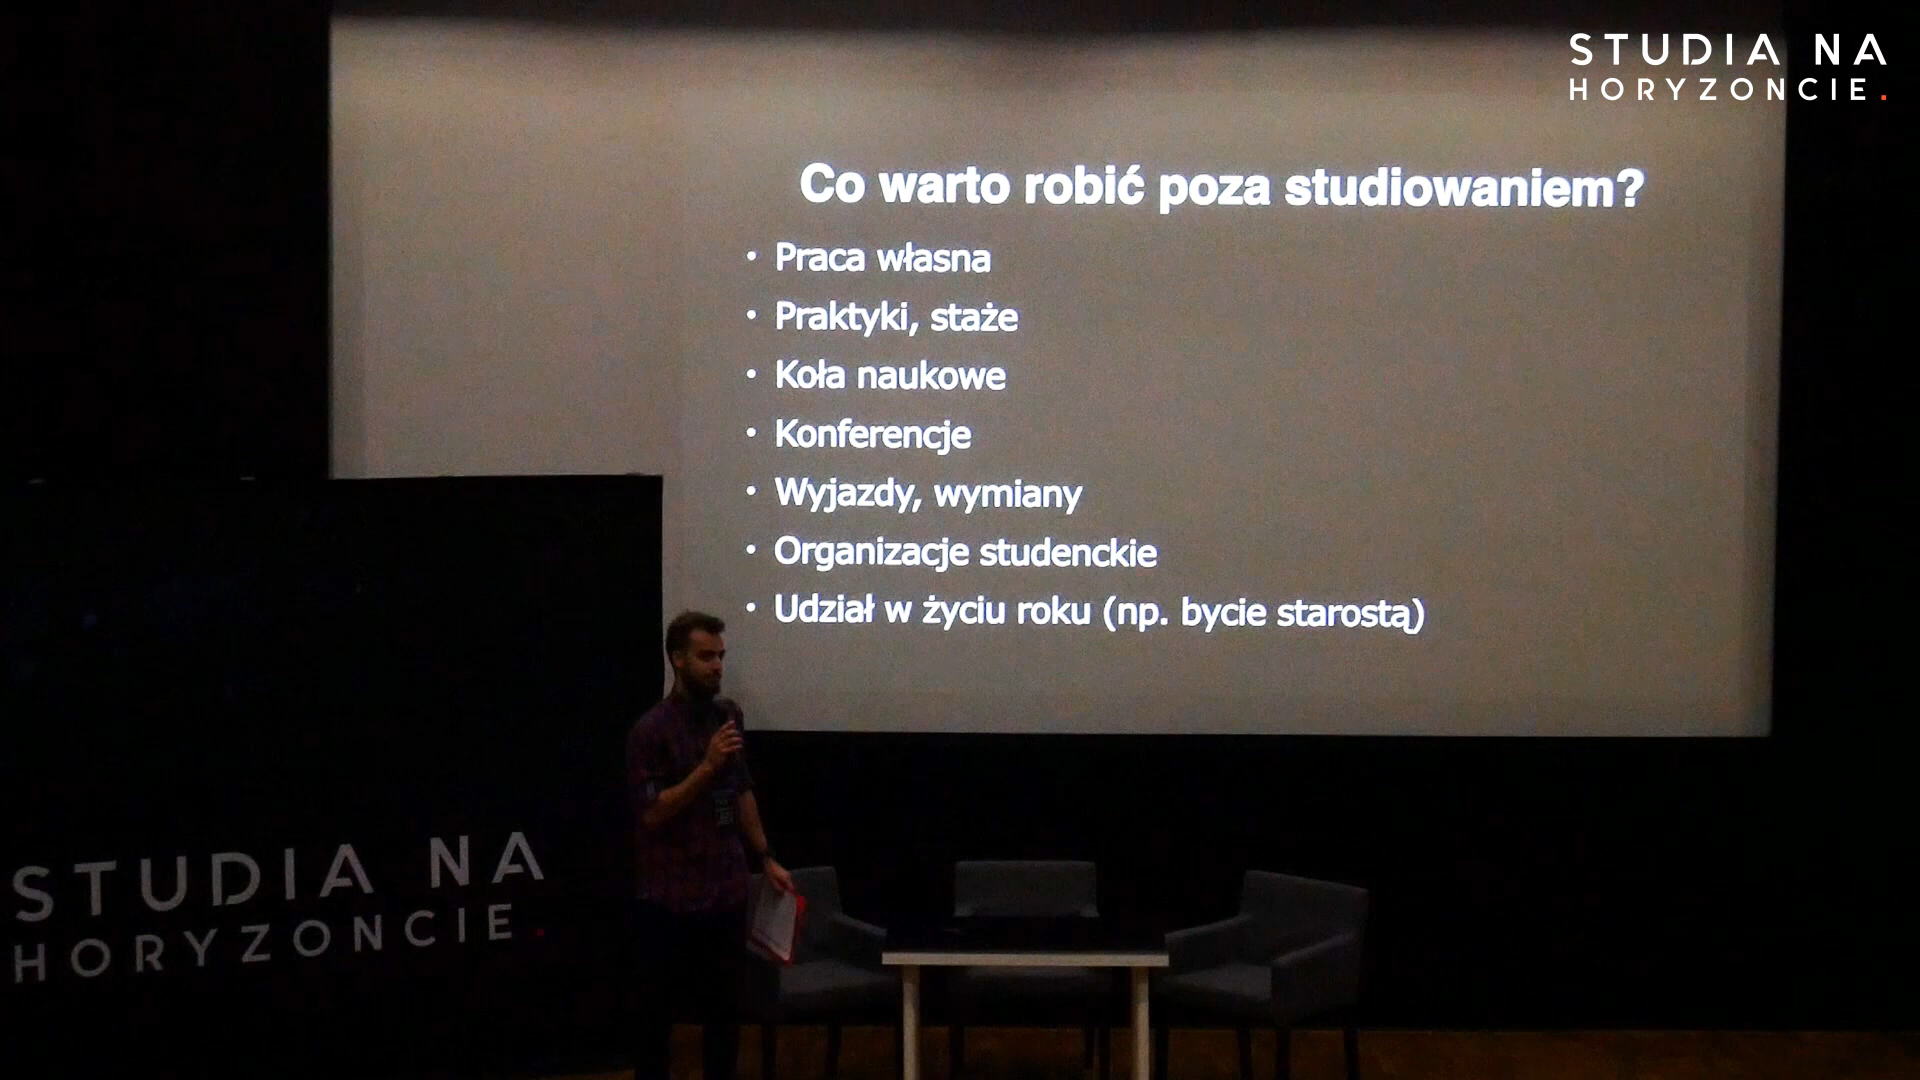 STUDIA NA
HORYZONCIE.
Co warto robić poza studiowaniem?
• Praca własna
• Praktyki, staże
• Koła naukowe
• Konferencje
• Wyjazdy, wymiany
• Organizacje studenckie
• Udział w życiu roku (np. bycie starostą)
STUDIA NA
HORYZONCIE.